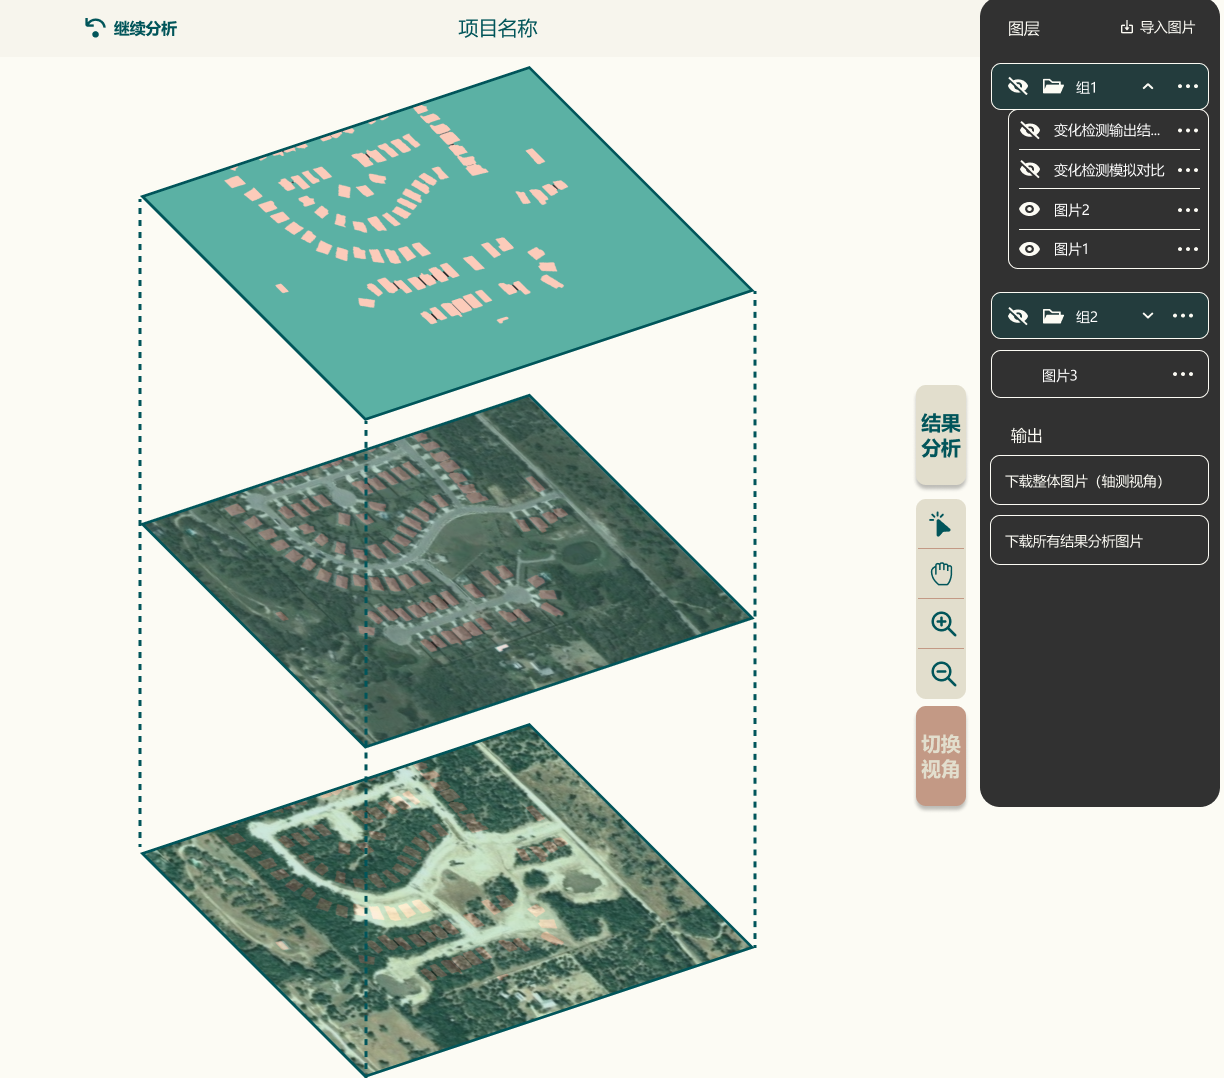 继续分析
项目名称
图层
导入图片
组1
变化检测输出结...
变化检测模拟对比
图片2
图片1
组2
图片3
输出
下载整体图片（轴测视角）
下载所有结果分析图片
结果
分析
切换
视角